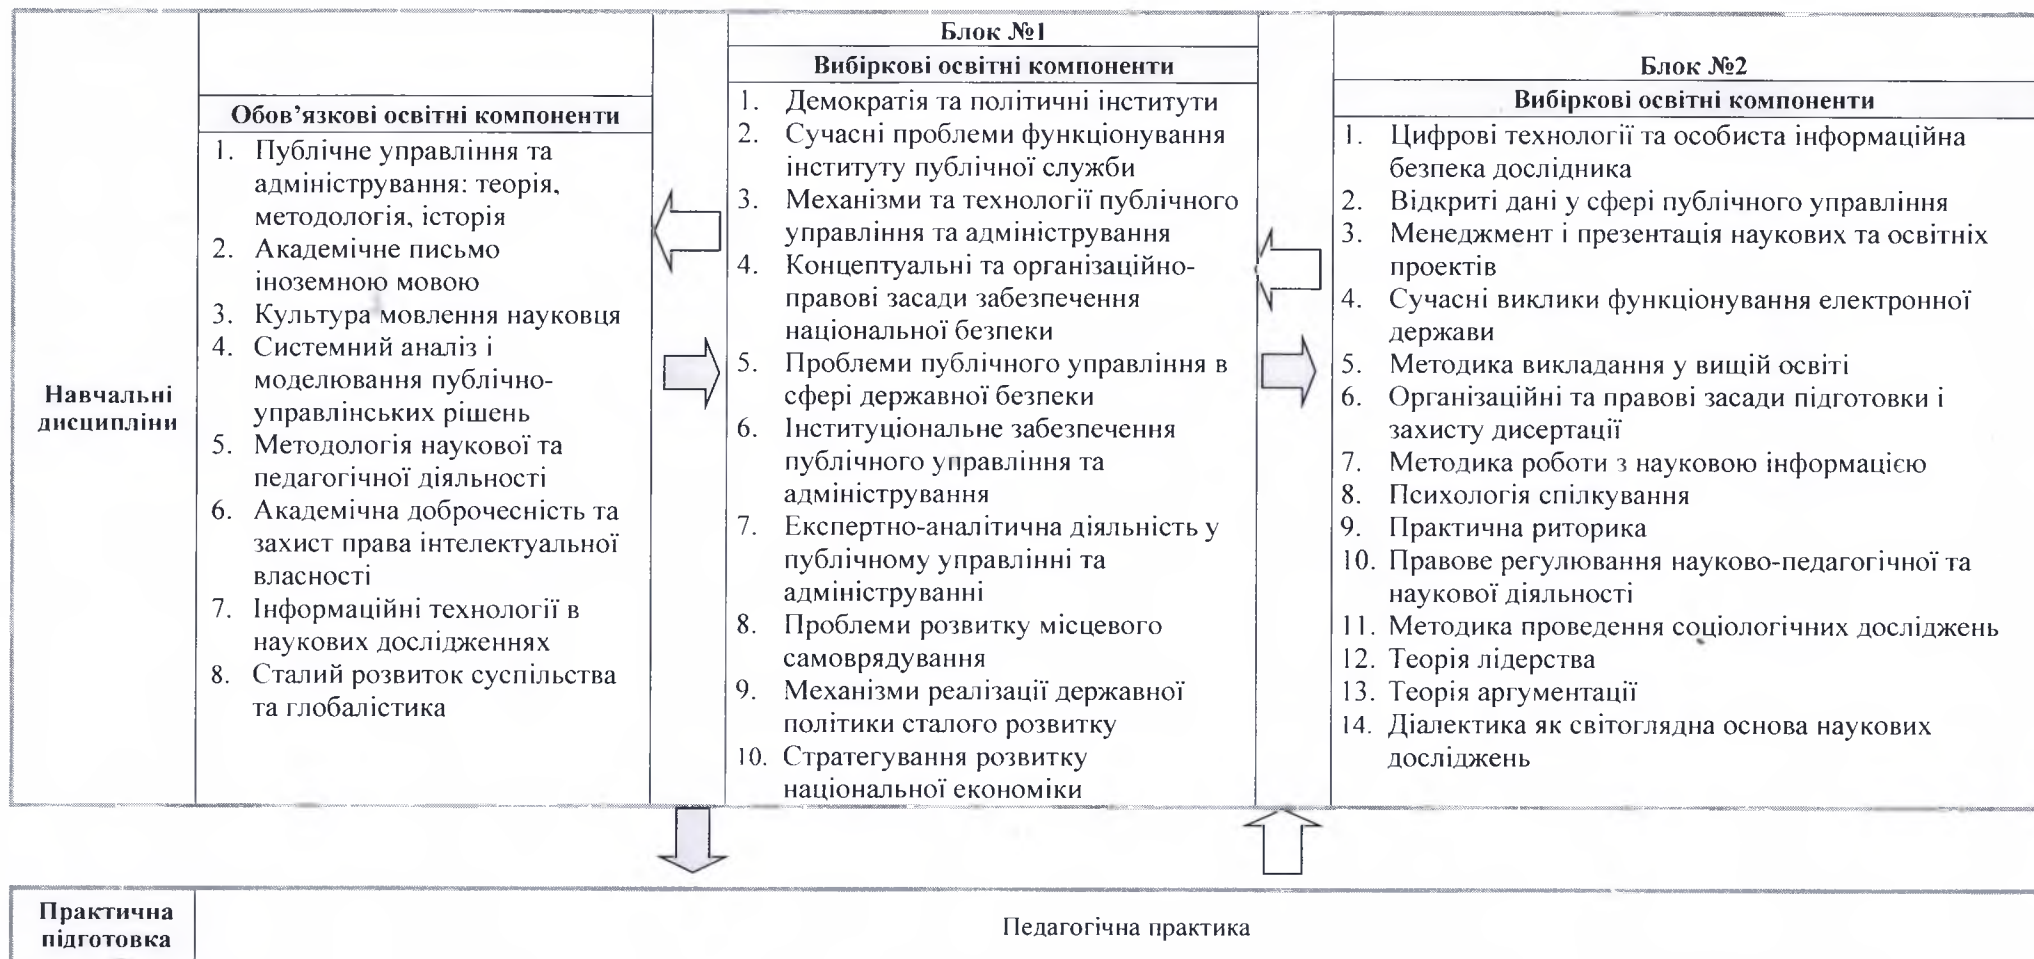 Навчальні
дисципліни
Обов’язкові освітні компоненти
1. Публічне управління та
адміністрування: теорія,
методологія, історія
2. Академічне письмо
іноземною мовою
3. Культура мовлення науковця
4. Системний аналіз і
моделювання публічно-
управлінських рішень
5. Методологія наукової та
педагогічної діяльності
6. Академічна доброчесність та
захист права інтелектуальної
власності
7. Інформаційні технології в
наукових дослідженнях
8. Сталий розвиток суспільства
та глобалістика
Блок №1
Вибіркові освітні компоненти
1. Демократія та політичні інститути
2. Сучасні проблеми функціонування
інституту публічної служби
3. Механізми та технології публічного
управління та адміністрування
4. Концептуальні та організаційно-
правові засади забезпечення
національної безпеки
5. Проблеми публічного управління в
сфері державної безпеки
6. Інституціональне забезпечення
публічного управління та
адміністрування
7. Експертно-аналітична діяльність у
публічному управлінні та
адмініструванні
8. Проблеми розвитку місцевого
самоврядування
9. Механізми реалізації державної
політики сталого розвитку
10. Стратегування розвитку
національної економіки
Блок №2
Вибіркові освітні компоненти
1. Цифрові технології та особиста інформаційна
безпека дослідника
2. Відкриті дані у сфері публічного управління
3. Менеджмент і презентація наукових та освітніх
проектів
4. Сучасні виклики функціонування електронної
держави
5. Методика викладання у вищій освіті
6. Організаційні та правові засади підготовки і
захисту дисертації
7. Методика роботи з науковою інформацією
8. Психологія спілкування
9. Практична риторика
10. Правове регулювання науково-педагогічної та
наукової діяльності
11. Методика проведення соціологічних досліджень
12. Теорія лідерства
13. Теорія аргументації
14. Діалектика як світоглядна основа наукових
досліджень
Практична
підготовка
Педагогічна практика